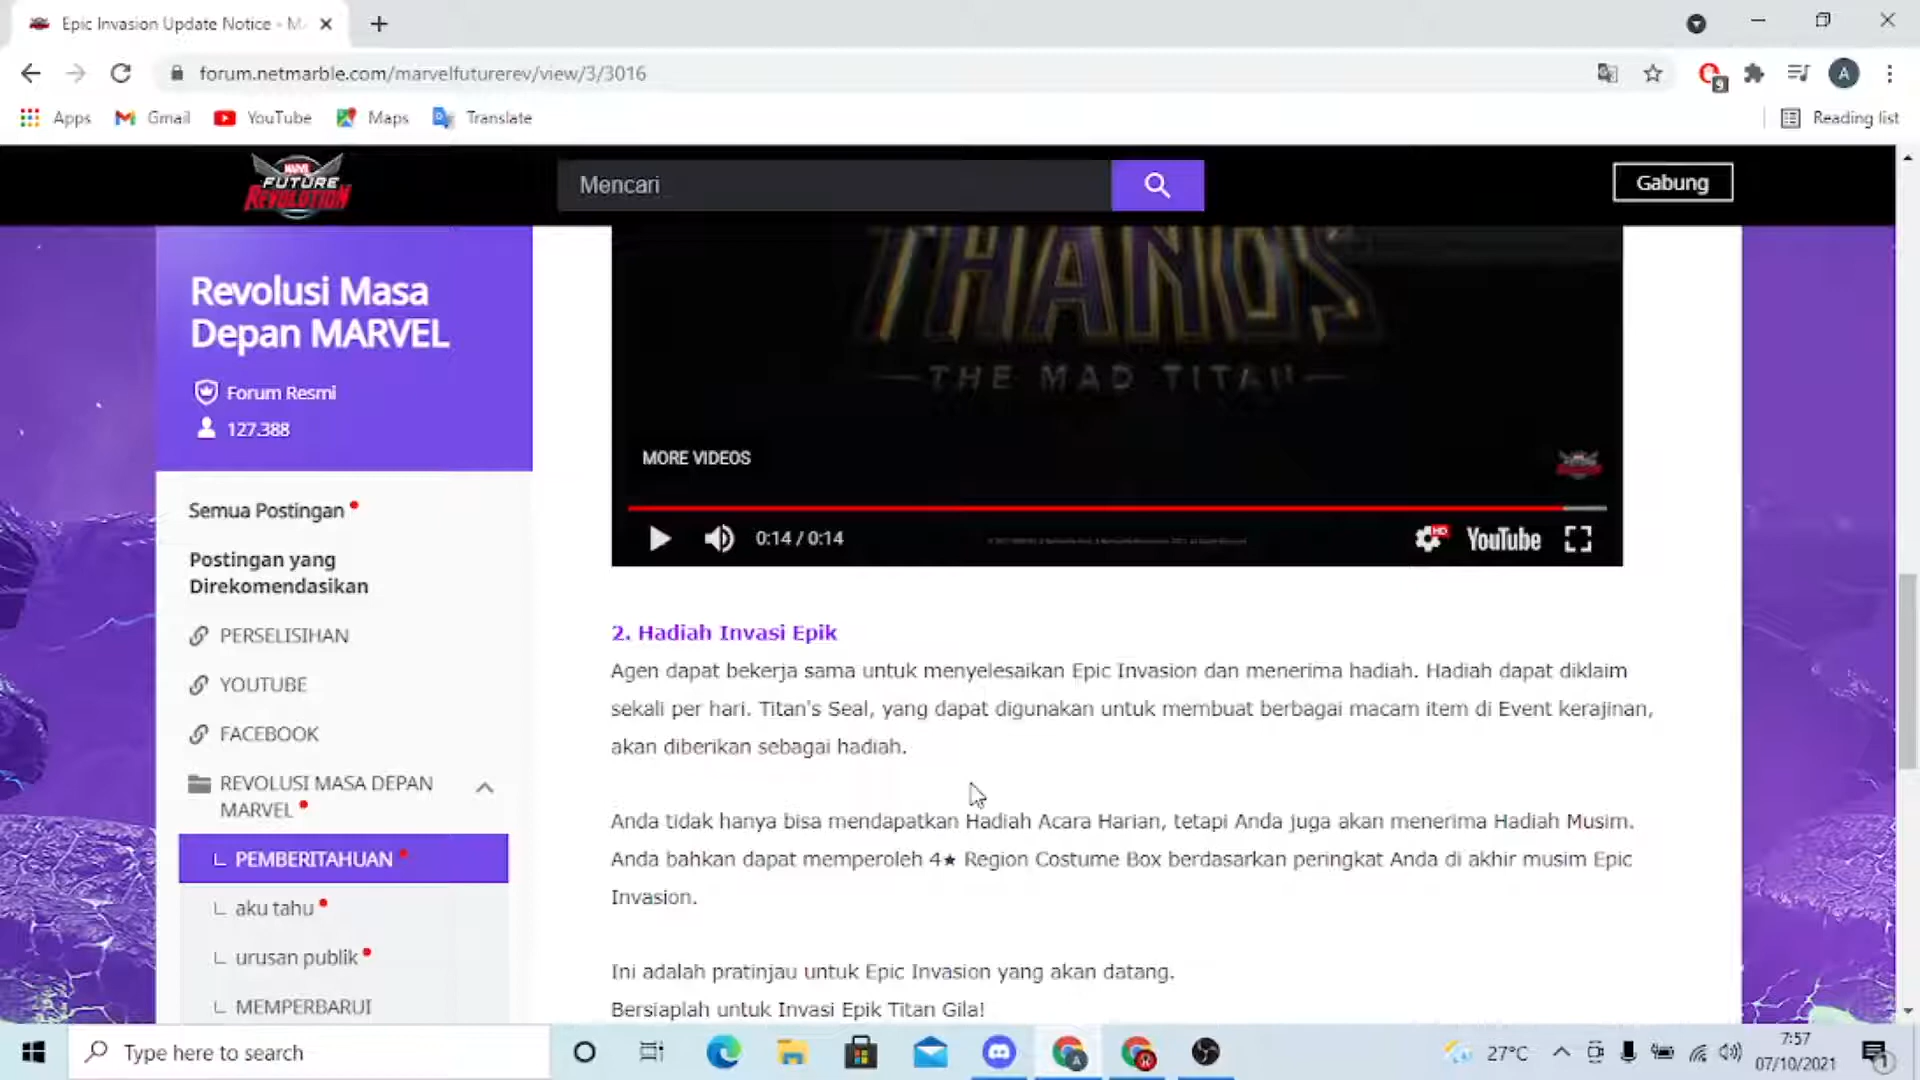 Epic Invasion Update Notice - M
forum.netmarble.com/marvelfuturerev/view/3/3016
9
A
Apps
Gmail
YouTube
Maps
Translate
Reading list
MARVEL
FUTURE
REVOLUTION
Mencari
Gabung
Revolusi Masa
Depan MARVEL
Forum Resmi
127.388
Semua Postingan
Postingan yang
Direkomendasikan
PERSELISIHAN
YOUTUBE
FACEBOOK
REVOLUSI MASA DEPAN
MARVEL
PEMBERITAHUAN
aku tahu
urusan publik
MEMPERBARUI
THANOS
THE MAD TITAN
MORE VIDEOS
0:14 / 0:14
HD
YouTube
2. Hadiah Invasi Epik
Agen dapat bekerja sama untuk menyelesaikan Epic Invasion dan menerima hadiah. Hadiah dapat diklaim
sekali per hari. Titan's Seal, yang dapat digunakan untuk membuat berbagai macam item di Event kerajinan,
akan diberikan sebagai hadiah.
Anda tidak hanya bisa mendapatkan Hadiah Acara Harian, tetapi Anda juga akan menerima Hadiah Musim.
Anda bahkan dapat memperoleh 4★ Region Costume Box berdasarkan peringkat Anda di akhir musim Epic
Invasion.
Ini adalah pratinjau untuk Epic Invasion yang akan datang.
Bersiaplah untuk Invasi Epik Titan Gila!
Type here to search
A
R
27°C
7:57
07/10/2021
1